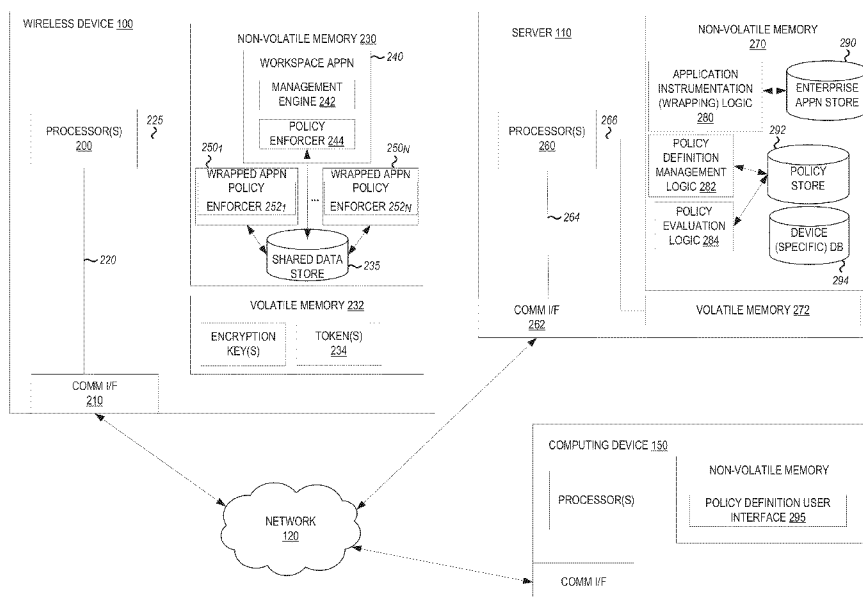 WIRELESS DEVICE 100
PROCESSOR(S)
200
225
220
COMM I/F
210
NON-VOLATILE MEMORY 230
WORKSPACE APPN
240
MANAGEMENT
ENGINE 242
POLICY
ENFORCER 244
250₁
WRAPPED APPN
POLICY
ENFORCER 252₁
...
250N
WRAPPED APPN
POLICY
ENFORCER 252N
SHARED DATA
STORE
235
VOLATILE MEMORY 232
ENCRYPTION
KEY(S)
TOKEN(S)
234
SERVER 110
PROCESSOR(S)
260
266
264
COMM I/F
262
NON-VOLATILE MEMORY
270
APPLICATION
INSTRUMENTATION
(WRAPPING) LOGIC
280
290
ENTERPRISE
APPN STORE
POLICY
DEFINITION
MANAGEMENT
LOGIC 282
292
POLICY
STORE
POLICY
EVALUATION
LOGIC 284
DEVICE
(SPECIFIC) DB
294
VOLATILE MEMORY 272
NETWORK
120
COMPUTING DEVICE 150
PROCESSOR(S)
COMM I/F
NON-VOLATILE MEMORY
POLICY DEFINITION USER
INTERFACE 295